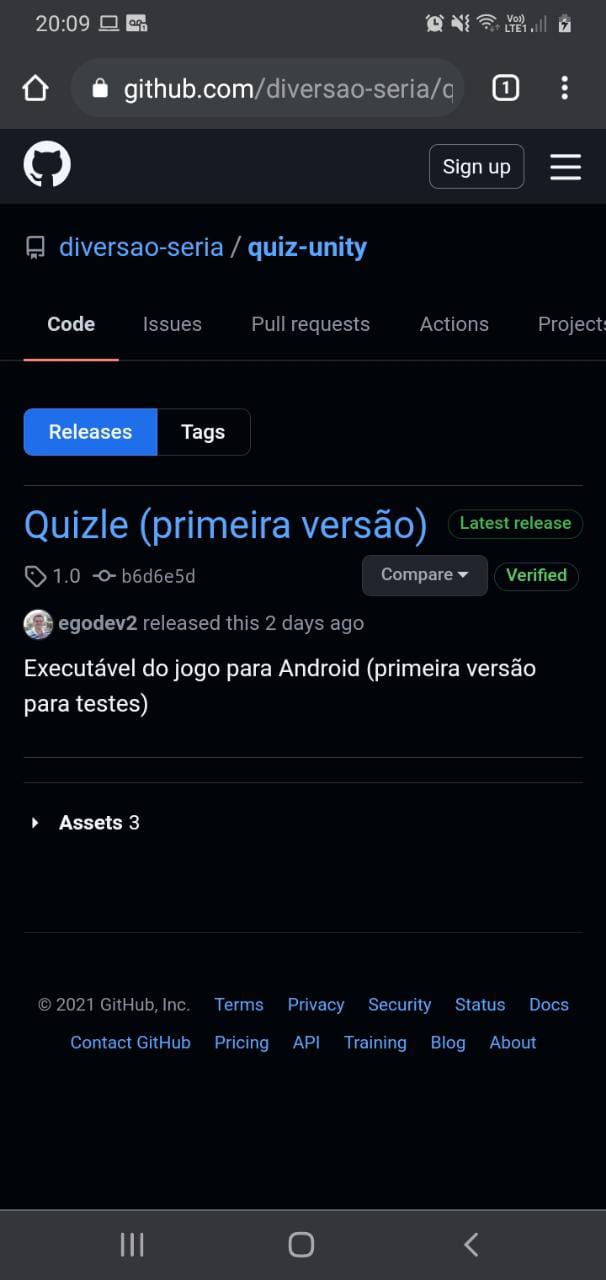 20:09 Vo)) LTE1
github.com/diversao-seria/q 1
Sign up
diversao-seria / quiz-unity
Code Issues Pull requests Actions Projects
Releases Tags
Quizle (primeira versão) Latest release
1.0 b6d6e5d Compare Verified
egodev2 released this 2 days ago
Executável do jogo para Android (primeira versão
para testes)
Assets 3
© 2021 GitHub, Inc. Terms Privacy Security Status Docs
Contact GitHub Pricing API Training Blog About